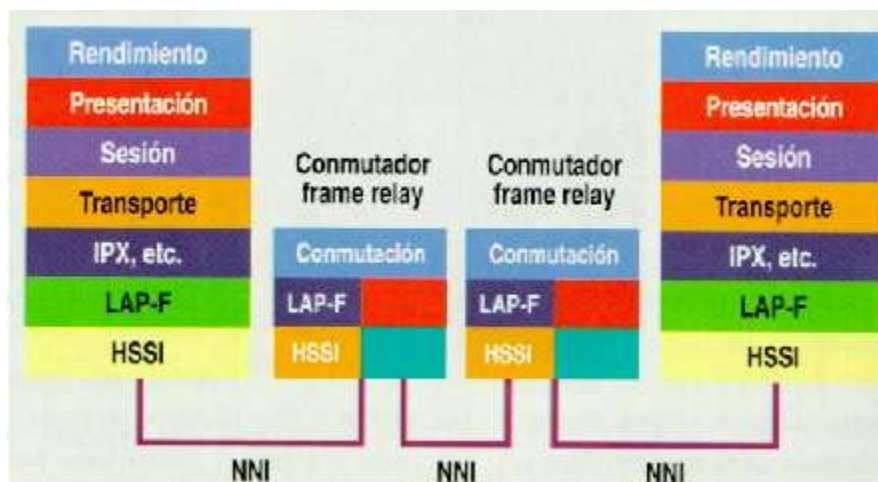 Rendimiento
Presentación
Sesión
Transporte
IPX, etc.
LAP-F
HSSI
Conmutador
frame relay
Conmutación
LAP-F
HSSI
Conmutador
frame relay
Conmutación
LAP-F
HSSI
Rendimiento
Presentación
Sesión
Transporte
IPX, etc.
LAP-F
HSSI
NNI
NNI
NNI